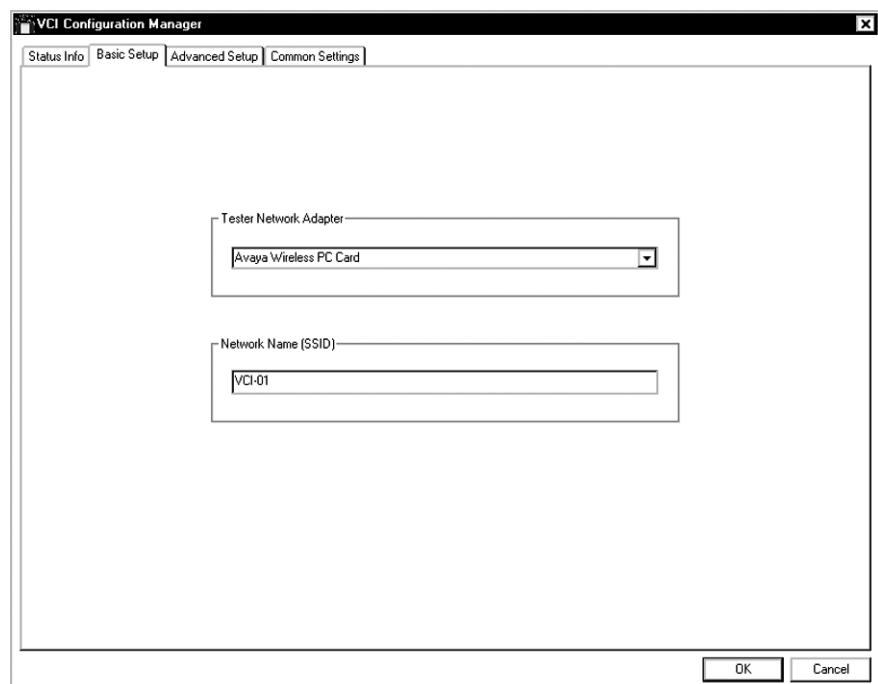 VCI Configuration Manager
Status Info Basic Setup Advanced Setup Common Settings
Tester Network Adapter
Avaya Wireless PC Card
Network Name (SSID)
VCI-01
OK Cancel